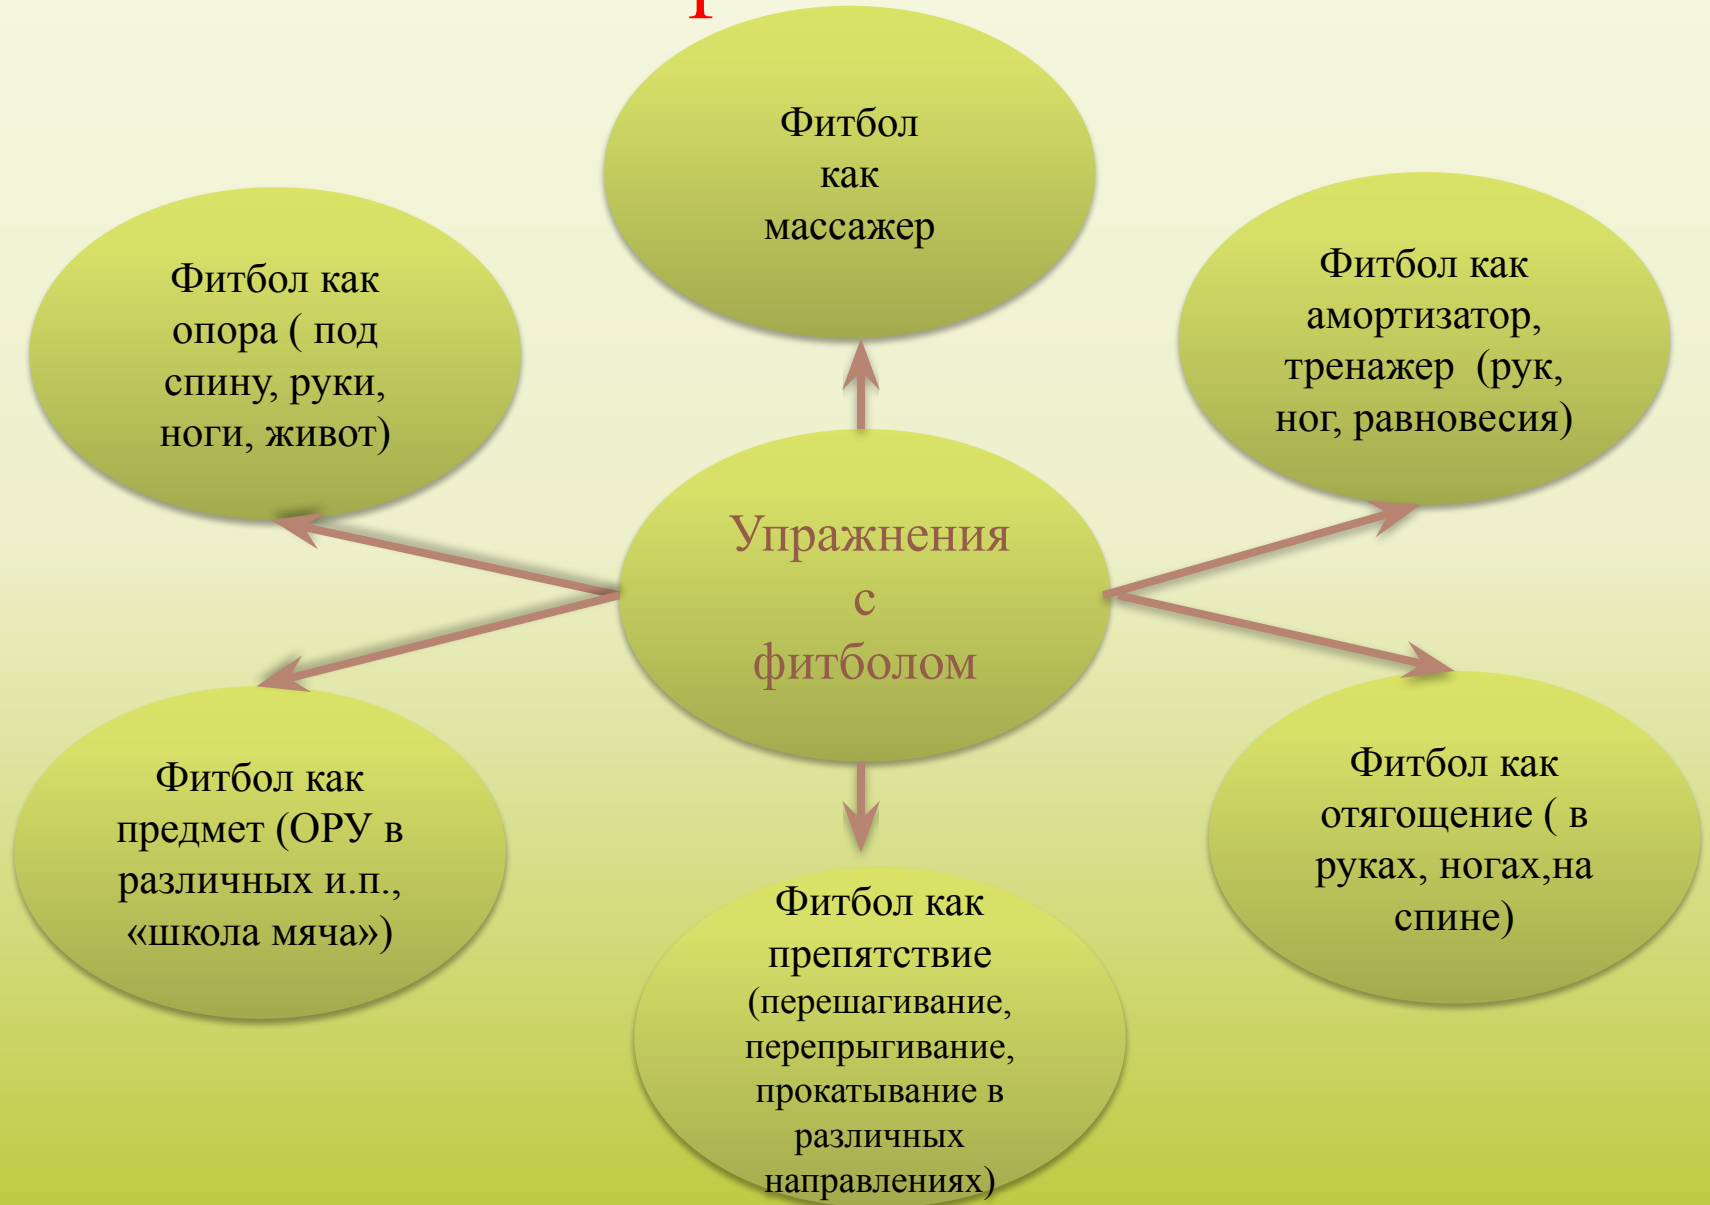 Фитбол
как
массажер
Фитбол как
опора ( под
спину, руки,
ноги, живот)
Фитбол как
амортизатор,
тренажер (рук,
ног, равновесия)
Упражнения
с
фитболом
Фитбол как
предмет (ОРУ в
различных и.п.,
«школа мяча»)
Фитбол как
отягощение ( в
руках, ногах,на
спине)
Фитбол как
препятствие
(перешагивание,
перепрыгивание,
прокатывание в
различных
направлениях)